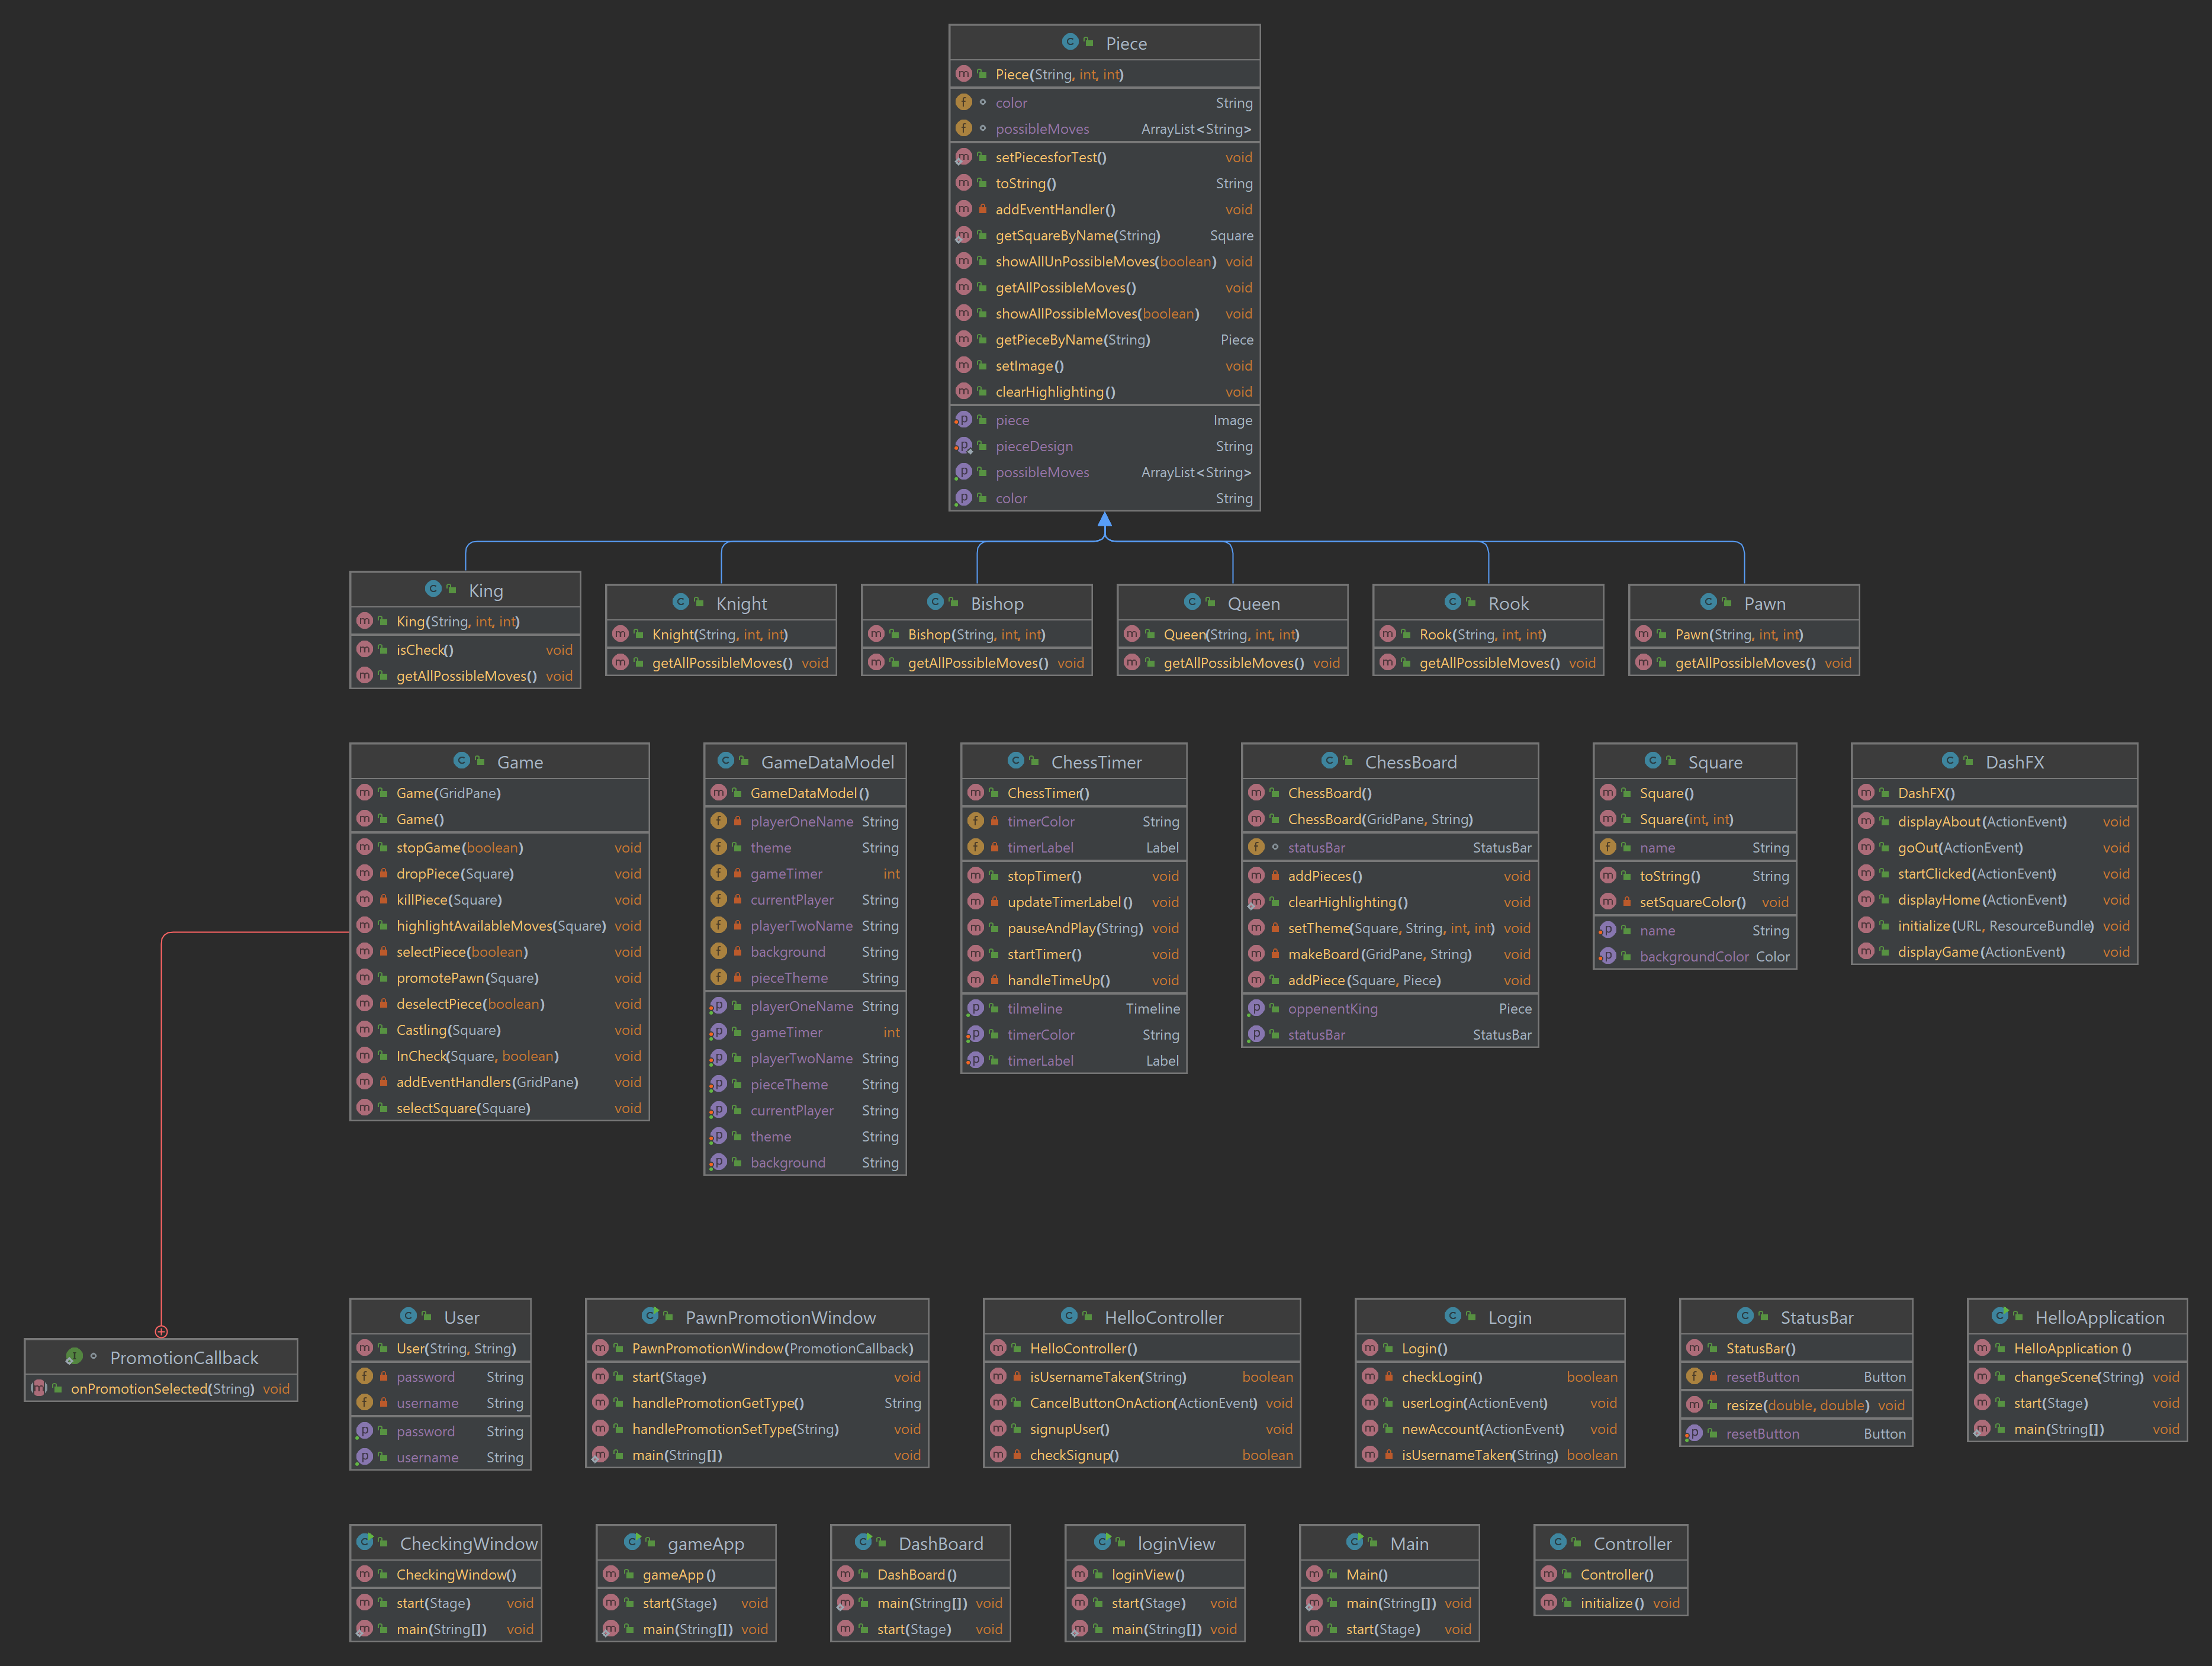 Piece
Piece(String, int, int)
color String
possibleMoves ArrayList<String>
setPiecesforTest() void
toString() String
addEventHandler() void
getSquareByName(String) Square
showAllUnPossibleMoves(boolean) void
getAllPossibleMoves() void
showAllPossibleMoves(boolean) void
getPieceByName(String) Piece
setImage() void
clearHighlighting() void
piece Image
pieceDesign String
possibleMoves ArrayList<String>
color String
King
King(String, int, int)
isCheck() void
getAllPossibleMoves() void
Knight
Knight(String, int, int)
getAllPossibleMoves() void
Bishop
Bishop(String, int, int)
getAllPossibleMoves() void
Queen
Queen(String, int, int)
getAllPossibleMoves() void
Rook
Rook(String, int, int)
getAllPossibleMoves() void
Pawn
Pawn(String, int, int)
getAllPossibleMoves() void
Game
Game(GridPane)
Game()
stopGame(boolean) void
dropPiece(Square) void
killPiece(Square) void
highlightAvailableMoves(Square) void
selectPiece(boolean) void
promotePawn(Square) void
deselectPiece(boolean) void
Castling(Square) void
InCheck(Square, boolean) void
addEventHandlers(GridPane) void
selectSquare(Square) void
GameDataModel
GameDataModel()
playerOneName String
theme String
gameTimer int
currentPlayer String
playerTwoName String
background String
pieceTheme String
playerOneName String
gameTimer int
playerTwoName String
pieceTheme String
currentPlayer String
theme String
background String
ChessTimer
ChessTimer()
timerColor String
timerLabel Label
stopTimer() void
updateTimerLabel() void
pauseAndPlay(String) void
startTimer() void
handleTimeUp() void
tilmeline Timeline
timerColor String
timerLabel Label
ChessBoard
ChessBoard()
ChessBoard(GridPane, String)
statusBar StatusBar
addPieces() void
clearHighlighting() void
setTheme(Square, String, int, int) void
makeBoard(GridPane, String) void
addPiece(Square, Piece) void
oppenentKing Piece
statusBar StatusBar
Square
Square()
Square(int, int)
name String
toString() String
setSquareColor() void
name String
backgroundColor Color
DashFX
DashFX()
displayAbout(ActionEvent) void
goOut(ActionEvent) void
startClicked(ActionEvent) void
displayHome(ActionEvent) void
initialize(URL, ResourceBundle) void
displayGame(ActionEvent) void
PromotionCallback
onPromotionSelected(String) void
User
User(String, String)
password String
username String
password String
username String
PawnPromotionWindow
PawnPromotionWindow(PromotionCallback)
start(Stage) void
handlePromotionGetType() String
handlePromotionSetType(String) void
main(String[]) void
HelloController
HelloController()
isUsernameTaken(String) boolean
CancelButtonOnAction(ActionEvent) void
signupUser() void
checkSignup() boolean
Login
Login()
checkLogin() boolean
userLogin(ActionEvent) void
newAccount(ActionEvent) void
isUsernameTaken(String) boolean
StatusBar
StatusBar()
resetButton Button
resize(double, double) void
resetButton Button
HelloApplication
HelloApplication ()
changeScene(String) void
start(Stage) void
main(String[]) void
CheckingWindow
CheckingWindow()
start(Stage) void
main(String[]) void
gameApp
gameApp ()
start(Stage) void
main(String[]) void
DashBoard
DashBoard()
main(String[]) void
start(Stage) void
loginView
loginView()
start(Stage) void
main(String[]) void
Main
Main()
main(String[]) void
start(Stage) void
Controller
Controller()
initialize() void